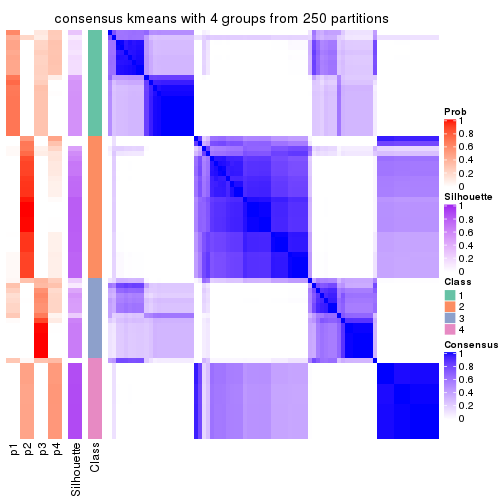 consensus kmeans with 4 groups from 250 partitions
Prob
1
0.8
0.6
0.4
0.2
0
Silhouette
1
0.8
0.6
0.4
0.2
0
Class
1
2
3
4
Consensus
1
0.8
0.6
0.4
0.2
0
p1
p2
p3
p4
Silhouette
Class